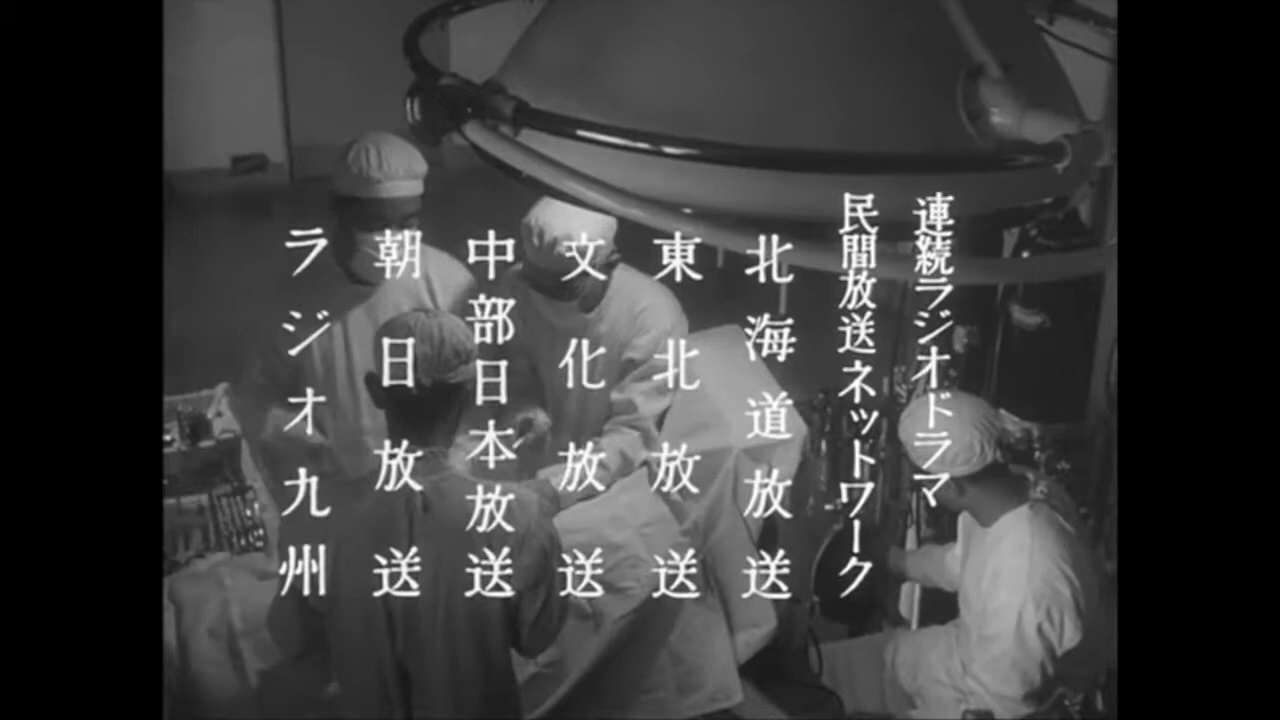 連続ラジオドラマ
民間放送ネットワーク
北海道放送
東北放送
文化放送
中部日本放送
朝日放送
ラジオ九州